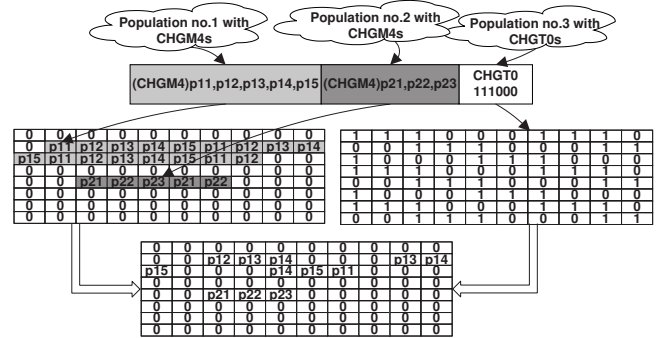 Population no.1 with
CHGM4s
Population no.2 with
CHGM4s
Population no.3 with
CHGT0s
(CHGM4)p11,p12,p13,p14,p15
(CHGM4)p21,p22,p23
CHGT0
111000
0 0 0 0 0 0 0 0 0 0
0 p11 p12 p13 p14 p15 p11 p12 p13 p14
p15 p11 p12 p13 p14 p15 p11 p12 0 0
0 0 0 0 0 0 0 0 0 0
0 0 p21 p22 p23 p21 p22 0 0 0
0 0 0 0 0 0 0 0 0 0
0 0 0 0 0 0 0 0 0 0
0 0 0 0 0 0 0 0 0 0
1 1 1 0 0 0 1 1 1 0
0 0 1 1 1 0 0 0 1 1
1 0 0 0 1 1 1 0 0 0
1 1 1 0 0 0 1 1 1 0
0 0 1 1 1 0 0 0 1 1
1 0 0 0 1 1 1 0 0 0
1 1 1 0 0 0 1 1 1 0
0 0 1 1 1 0 0 0 1 1
0 0 0 0 0 0 0 0 0 0
0 0 p12 p13 p14 0 0 0 p13 p14
p15 0 0 0 p14 p15 p11 0 0 0
0 0 0 0 0 0 0 0 0 0
0 0 p21 p22 p23 0 0 0 0 0
0 0 0 0 0 0 0 0 0 0
0 0 0 0 0 0 0 0 0 0
0 0 0 0 0 0 0 0 0 0